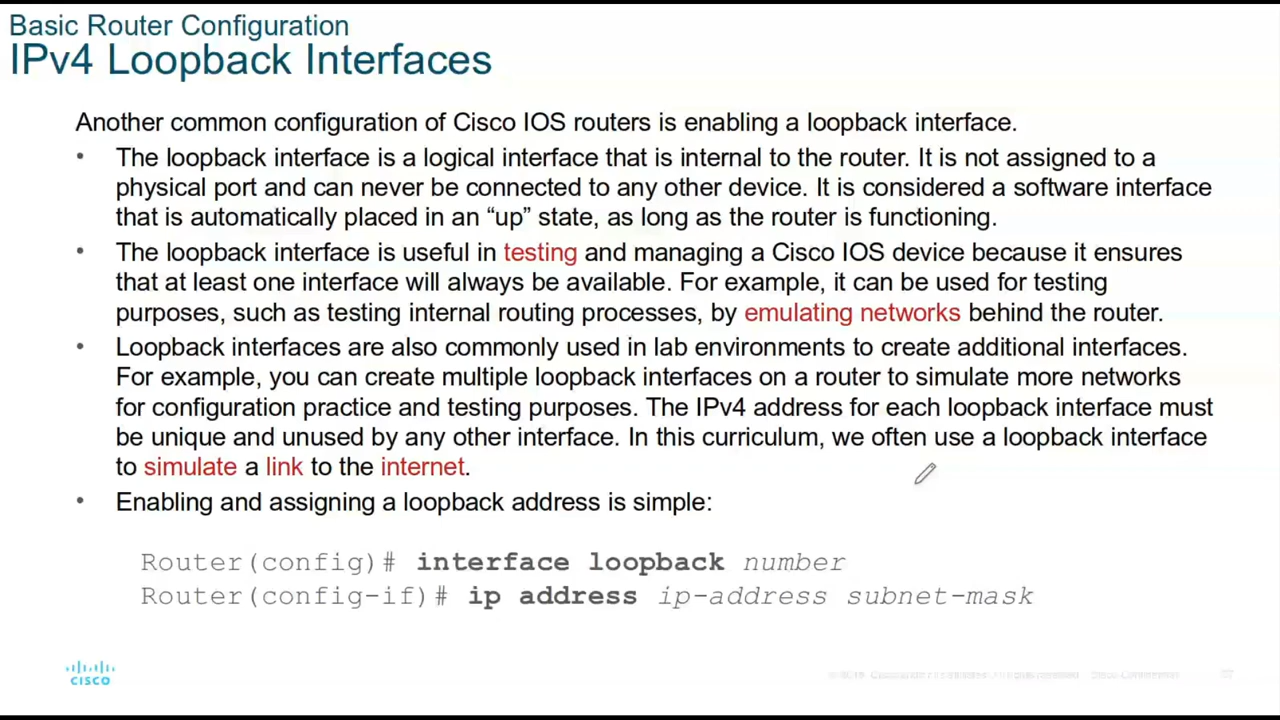 Basic Router Configuration
IPv4 Loopback Interfaces
Another common configuration of Cisco IOS routers is enabling a loopback interface.
• The loopback interface is a logical interface that is internal to the router. It is not assigned to a
physical port and can never be connected to any other device. It is considered a software interface
that is automatically placed in an “up” state, as long as the router is functioning.
• The loopback interface is useful in testing and managing a Cisco IOS device because it ensures
that at least one interface will always be available. For example, it can be used for testing
purposes, such as testing internal routing processes, by emulating networks behind the router.
• Loopback interfaces are also commonly used in lab environments to create additional interfaces.
For example, you can create multiple loopback interfaces on a router to simulate more networks
for configuration practice and testing purposes. The IPv4 address for each loopback interface must
be unique and unused by any other interface. In this curriculum, we often use a loopback interface
to simulate a link to the internet.
• Enabling and assigning a loopback address is simple:
Router(config)# interface loopback number
Router(config-if)# ip address ip-address subnet-mask
CISCO